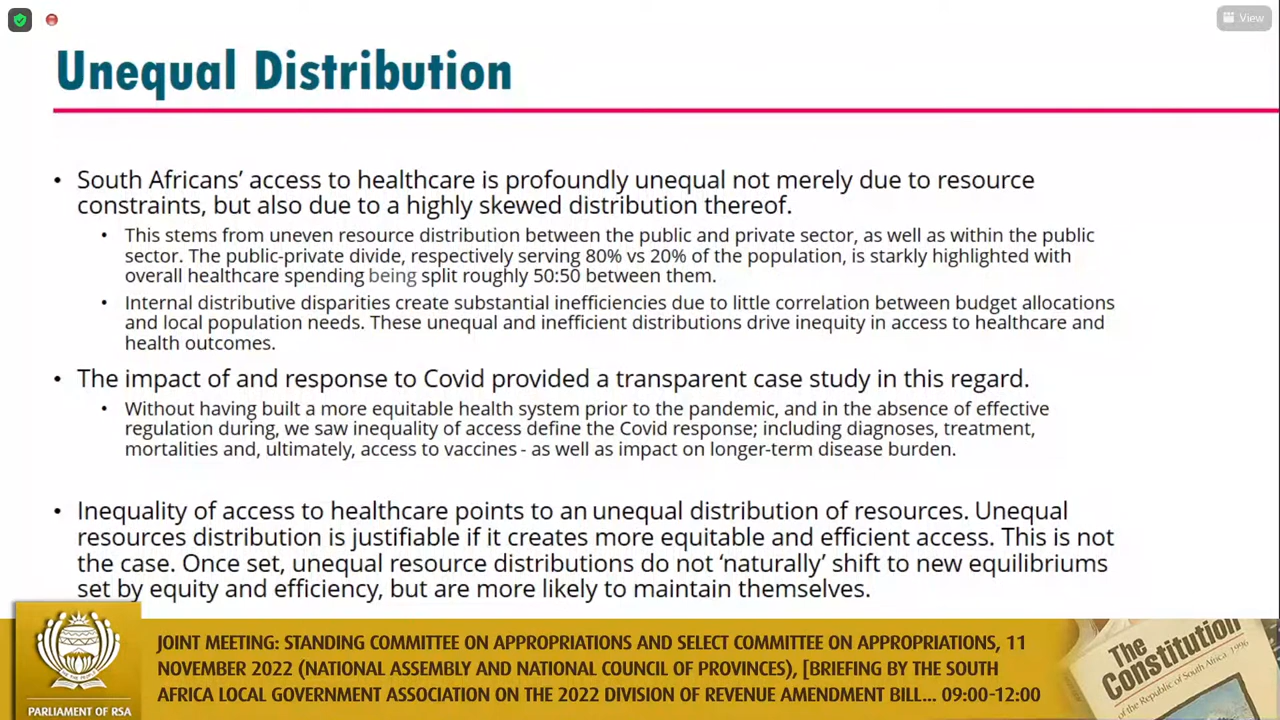 View
Unequal Distribution
• South Africans’ access to healthcare is profoundly unequal not merely due to resource
constraints, but also due to a highly skewed distribution thereof.
• This stems from uneven resource distribution between the public and private sector, as well as within the public
sector. The public-private divide, respectively serving 80% vs 20% of the population, is starkly highlighted with
overall healthcare spending being split roughly 50:50 between them.
• Internal distributive disparities create substantial inefficiencies due to little correlation between budget allocations
and local population needs. These unequal and inefficient distributions drive inequity in access to healthcare and
health outcomes.
• The impact of and response to Covid provided a transparent case study in this regard.
• Without having built a more equitable health system prior to the pandemic, and in the absence of effective
regulation during, we saw inequality of access define the Covid response; including diagnoses, treatment,
mortalities and, ultimately, access to vaccines - as well as impact on longer-term disease burden.
• Inequality of access to healthcare points to an unequal distribution of resources. Unequal
resources distribution is justifiable if it creates more equitable and efficient access. This is not
the case. Once set, unequal resource distributions do not ‘naturally’ shift to new equilibriums
set by equity and efficiency, but are more likely to maintain themselves.
JOINT MEETING: STANDING COMMITTEE ON APPROPRIATIONS AND SELECT COMMITTEE ON APPROPRIATIONS, 11
NOVEMBER 2022 (NATIONAL ASSEMBLY AND NATIONAL COUNCIL OF PROVINCES), [BRIEFING BY THE SOUTH
AFRICA LOCAL GOVERNMENT ASSOCIATION ON THE 2022 DIVISION OF REVENUE AMENDMENT BILL... 09:00-12:00
PARLIAMENT OF RSA
The
Constitution
of the Republic of South Africa, 1996